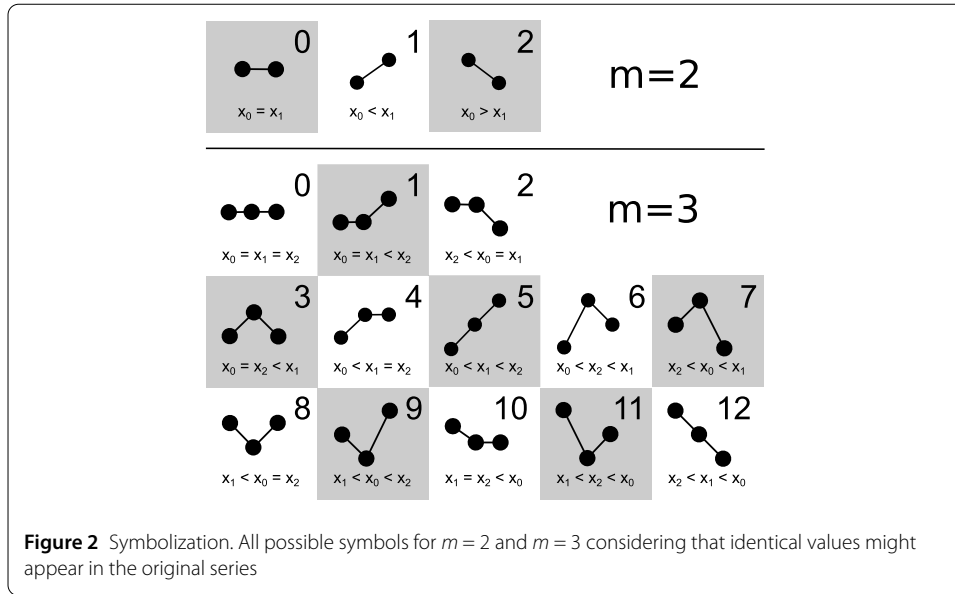 0 1 2
m=2
x₀ = x₁ x₀ < x₁ x₀ > x₁
0 1 2
m=3
x₀ = x₁ = x₂ x₀ = x₁ < x₂ x₂ < x₀ = x₁
3 4 5 6 7
x₀ = x₂ < x₁ x₀ < x₁ = x₂ x₀ < x₁ < x₂ x₀ < x₂ < x₁ x₂ < x₀ < x₁
8 9 10 11 12
x₁ < x₀ = x₂ x₁ < x₀ < x₂ x₁ = x₂ < x₀ x₁ < x₂ < x₀ x₂ < x₁ < x₀
Figure 2 Symbolization. All possible symbols for m = 2 and m = 3 considering that identical values might
appear in the original series